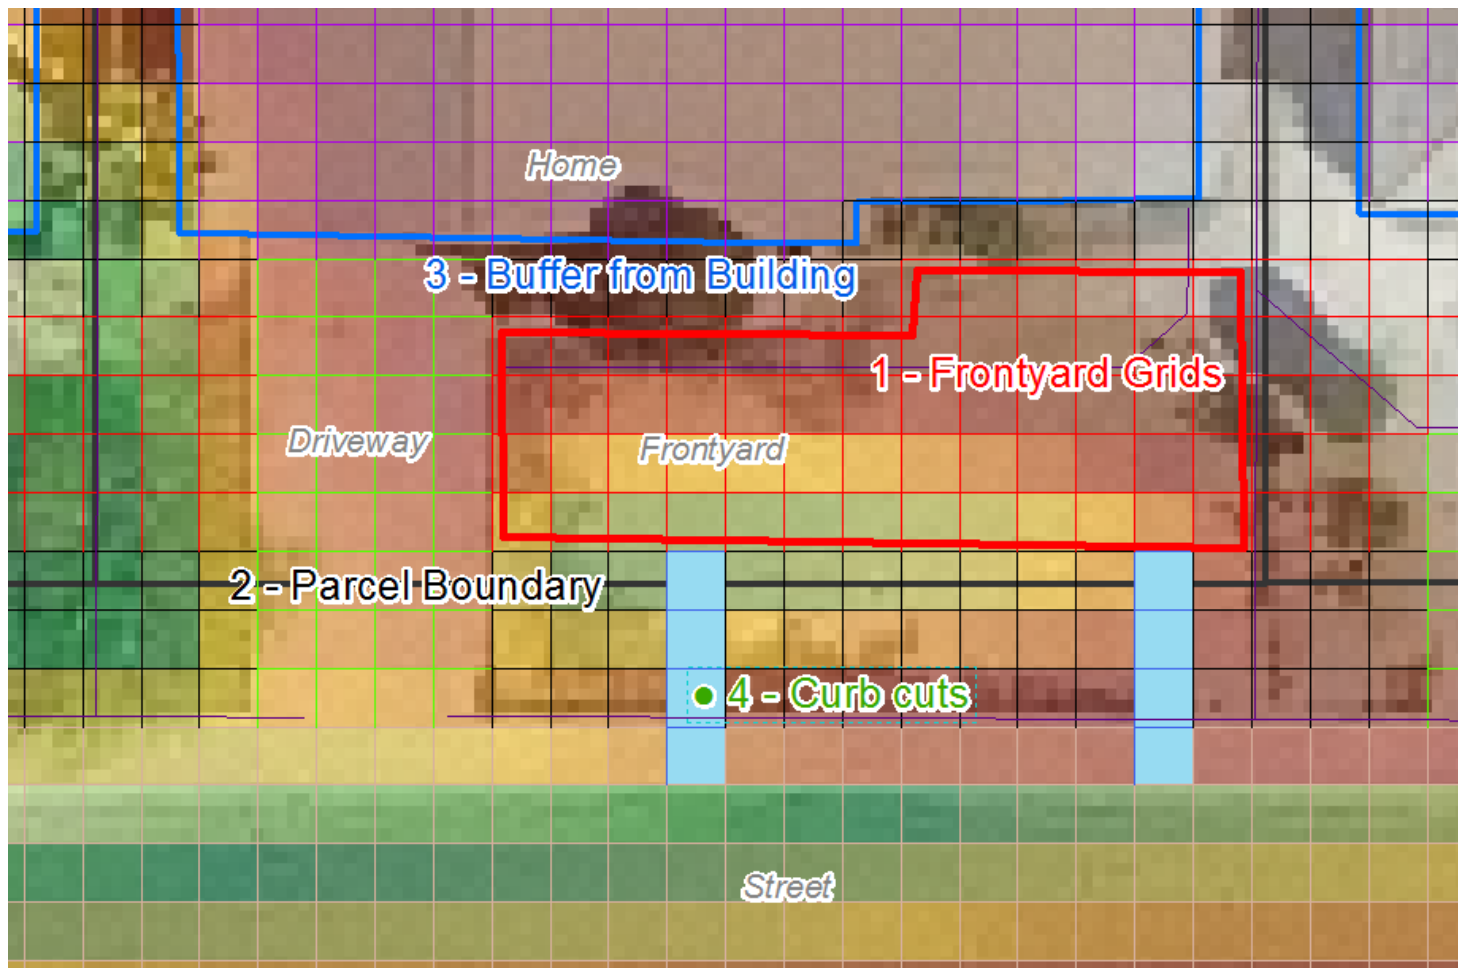 Home
3 - Buffer from Building
1 - Frontyard Grids
Driveway
Frontyard
2 - Parcel Boundary
4 - Curb cuts
Street